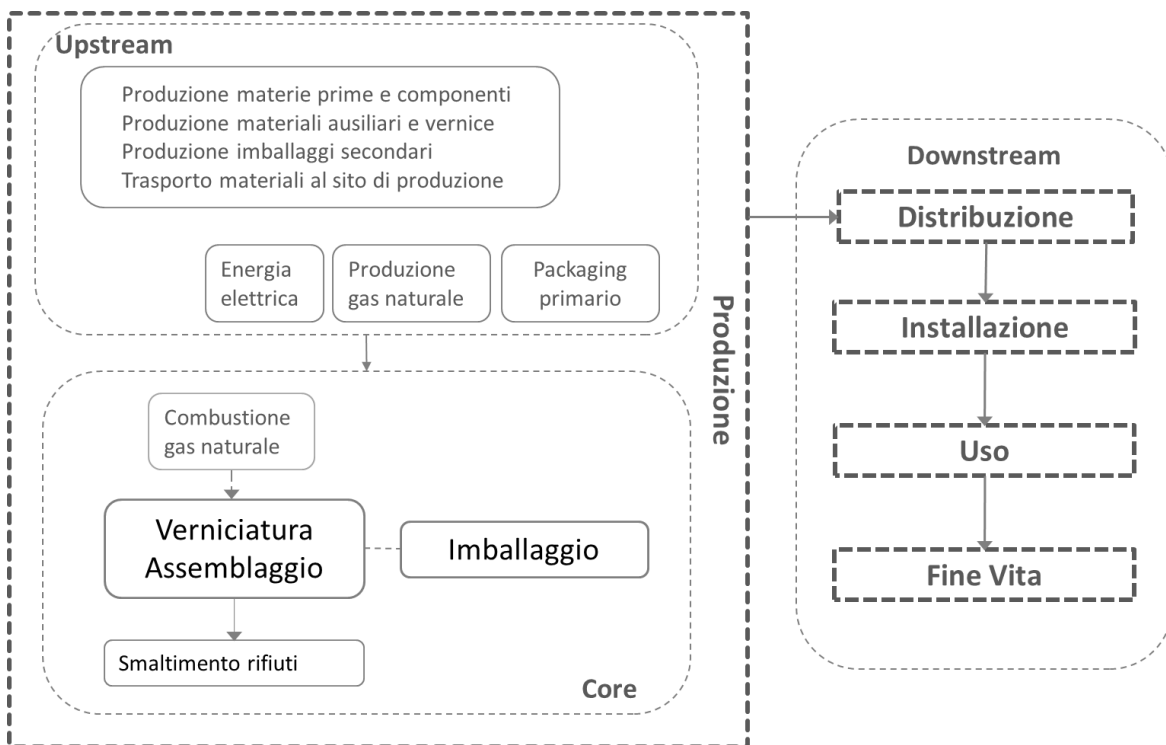 Upstream
Produzione materie prime e componenti
Produzione materiali ausiliari e vernice
Produzione imballaggi secondari
Trasporto materiali al sito di produzione
Energia
elettrica
Produzione
gas naturale
Packaging
primario
Combustione
gas naturale
Verniciatura
Assemblaggio
Imballaggio
Smaltimento rifiuti
Core
Produzione
Downstream
Distribuzione
Installazione
Uso
Fine Vita